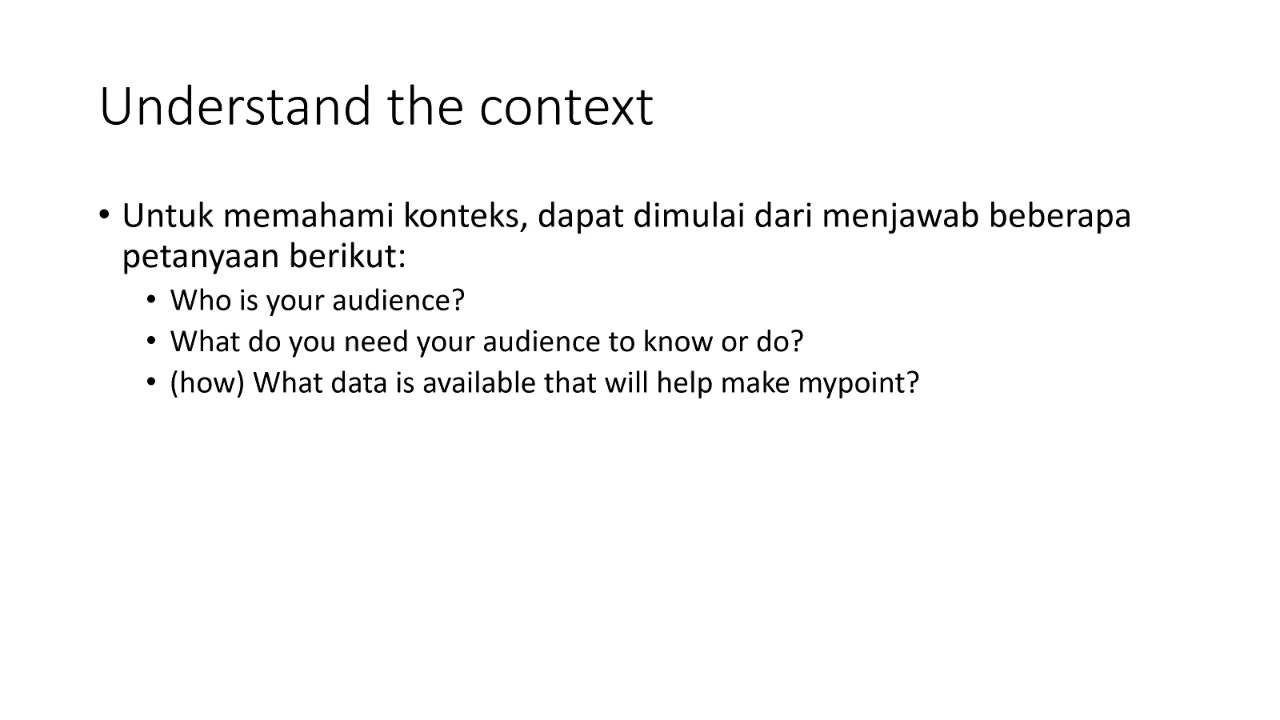 Understand the context
• Untuk memahami konteks, dapat dimulai dari menjawab beberapa
petanyaan berikut:
• Who is your audience?
• What do you need your audience to know or do?
• (how) What data is available that will help make mypoint?